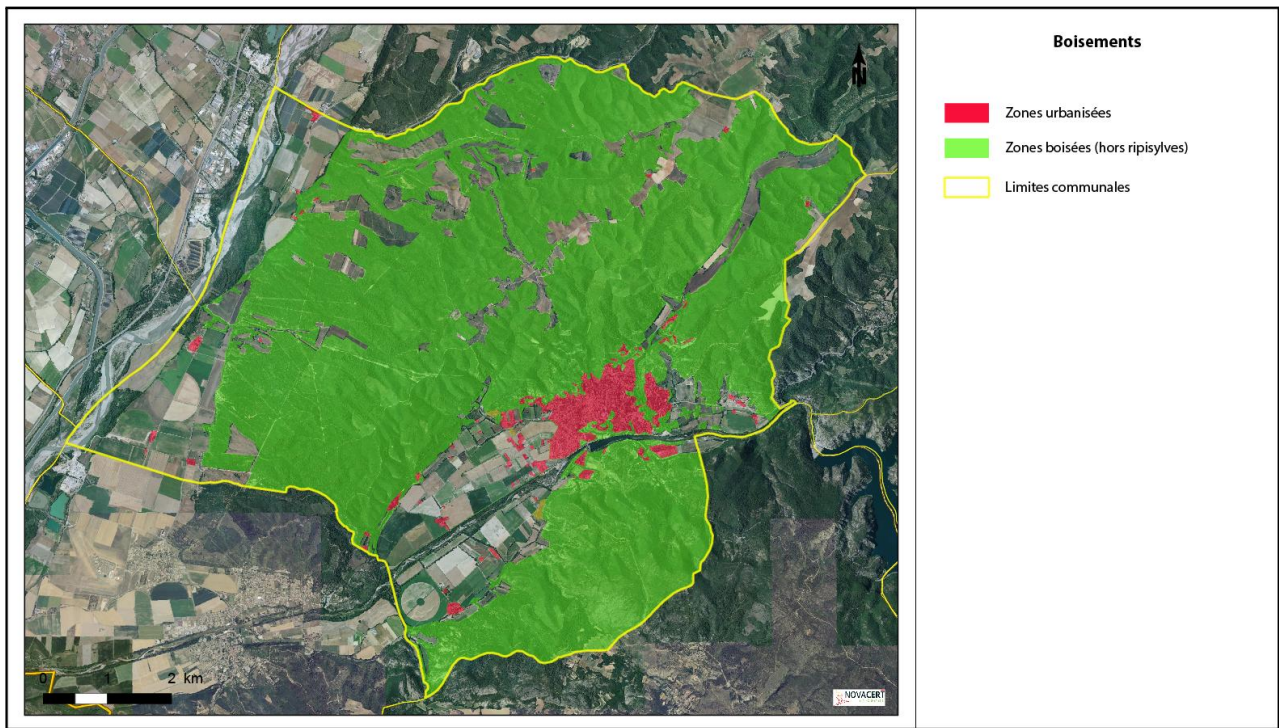 Boisements
N
Zones urbanisées
Zones boisées (hors ripisylves)
Limites communales
0 1 2 km
NOVACERT